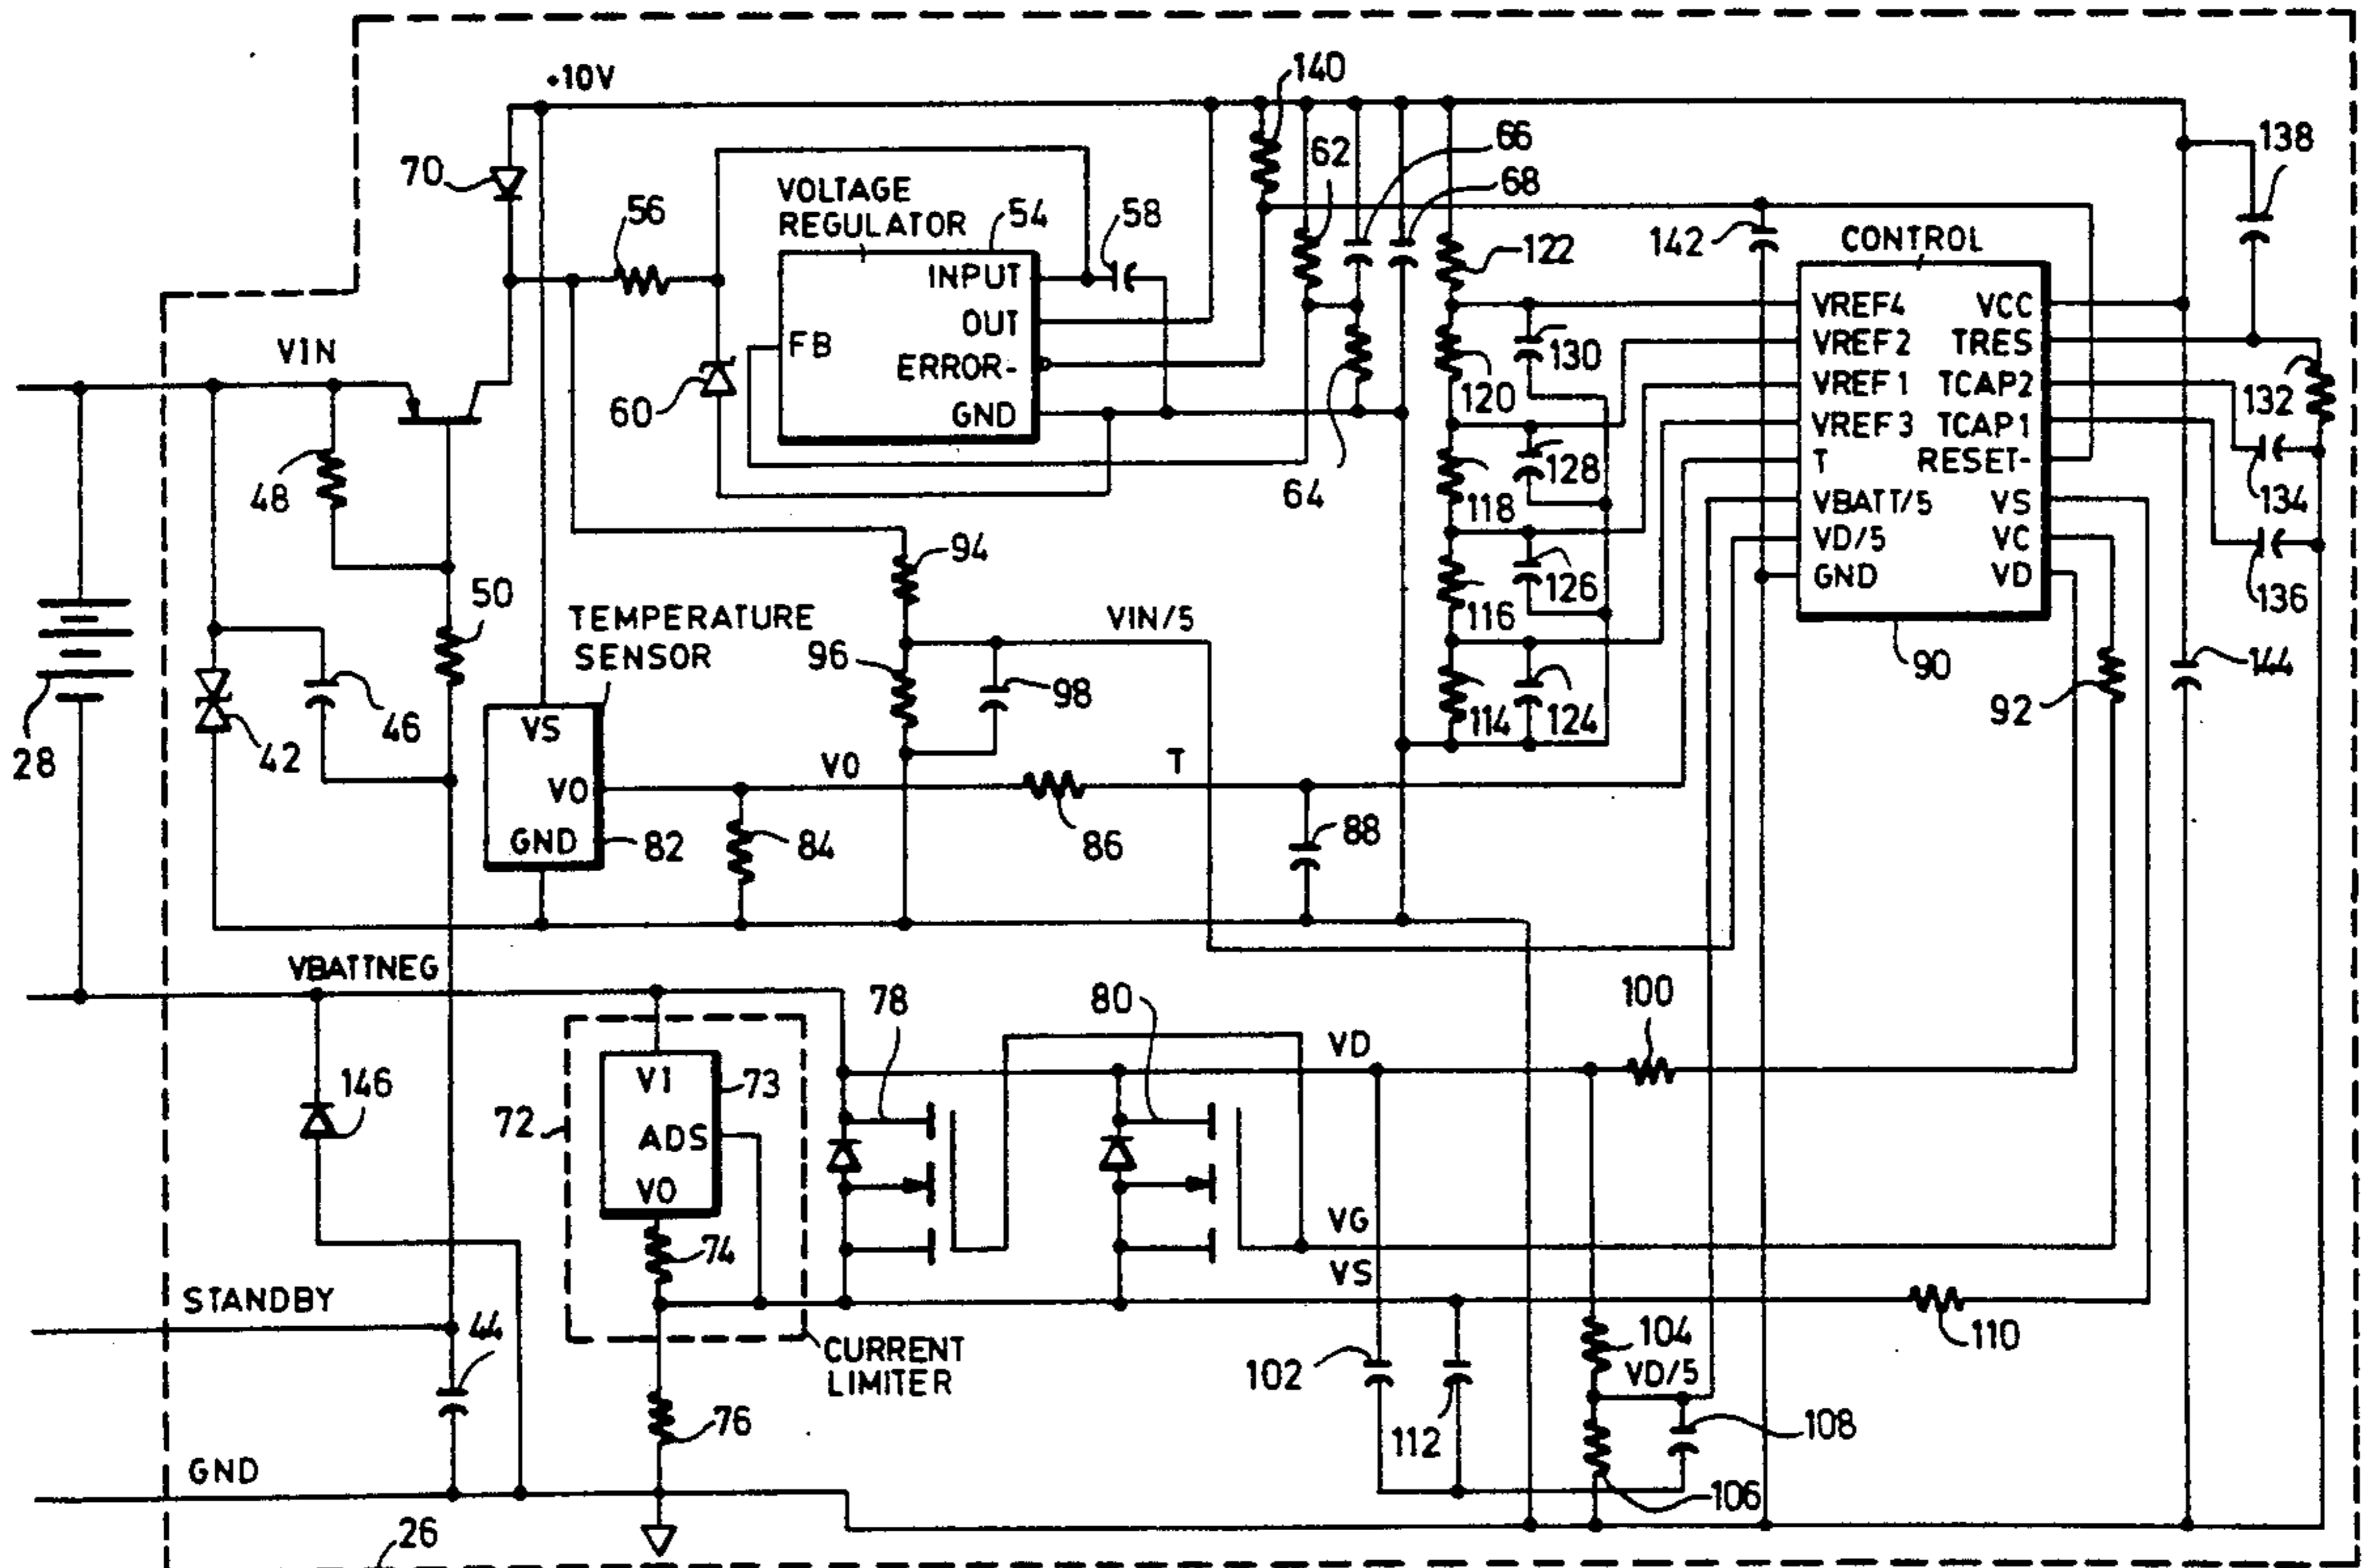 +10V
140
62
66
68
138
70
56
VOLTAGE
REGULATOR
54
58
INPUT
OUT
FB
ERROR-
GND
60
142
CONTROL
122
VREF4
VCC
VREF2
TRES
VREF1
TCAP2
VREF3
TCAP1
T
RESET-
VBATT/5
VS
VD/5
VC
GND
VD
130
120
128
118
126
116
124
114
64
132
134
136
90
92
144
VIN
48
50
28
42
46
94
96
VIN/5
98
TEMPERATURE
SENSOR
VS
VO
GND
82
84
VO
86
T
88
VBATTNEG
146
72
VI
73
ADS
VO
74
CURRENT
LIMITER
76
78
80
VD
100
VG
VS
110
102
112
104
VD/5
108
106
STANDBY
44
GND
26